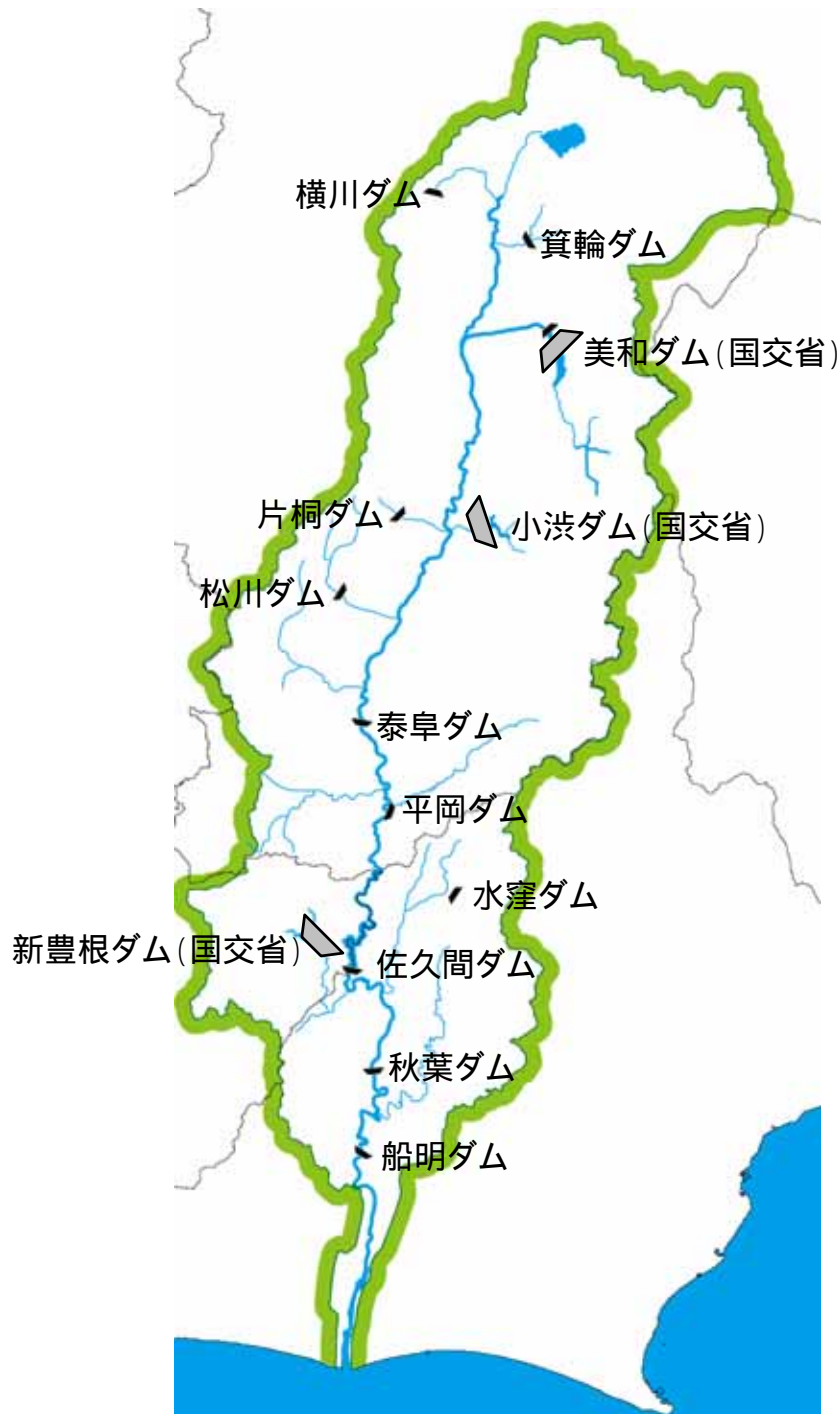 横川ダム
箕輪ダム
美和ダム(国交省)
片桐ダム
小渋ダム(国交省)
松川ダム
泰阜ダム
平岡ダム
水窪ダム
新豊根ダム(国交省)
佐久間ダム
秋葉ダム
船明ダム